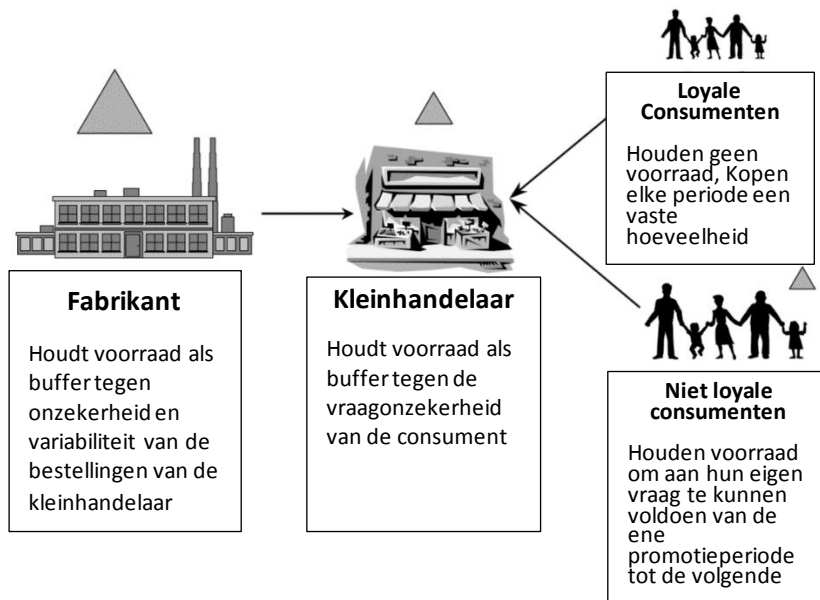 Fabrikant
Houdt voorraad als
buffer tegen
onzekerheid en
variabiliteit van de
bestellingen van de
kleinhandelaar
Kleinhandelaar
Houdt voorraad als
buffer tegen de
vraagonzekerheid
van de consument
Loyale
Consumenten
Houden geen
voorraad, Kopen
elke periode een
vaste
hoeveelheid
Niet loyale
consumenten
Houden voorraad
om aan hun eigen
vraag te kunnen
voldoen van de
ene
promotieperiode
tot de volgende